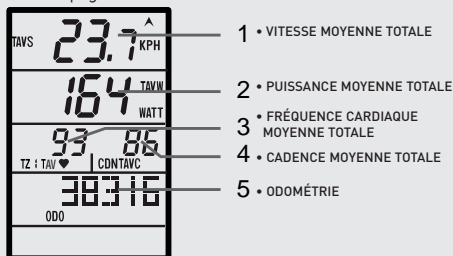 TAVS 23.7 KPH
1 • VITESSE MOYENNE TOTALE
164 TAVW
WATT
2 • PUISSANCE MOYENNE TOTALE
93 86
TZ : TAV ♥ CDNTAVC
3 • FRÉQUENCE CARDIAQUE
MOYENNE TOTALE
4 • CADENCE MOYENNE TOTALE
38316
ODO
5 • ODOMÉTRIE